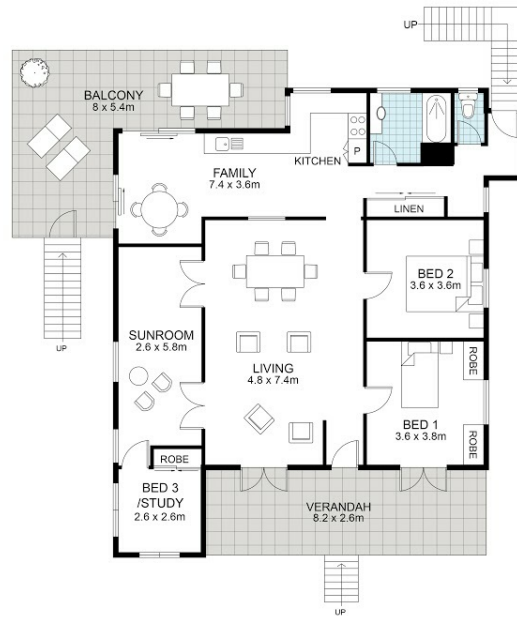 UP
BALCONY
8 x 5.4m
KITCHEN
P
FAMILY
7.4 x 3.6m
LINEN
BED 2
3.6 x 3.6m
UP
SUNROOM
2.6 x 5.8m
LIVING
4.8 x 7.4m
ROBE
BED 1
3.6 x 3.8m
ROBE
ROBE
BED 3
/STUDY
2.6 x 2.6m
VERANDAH
8.2 x 2.6m
UP